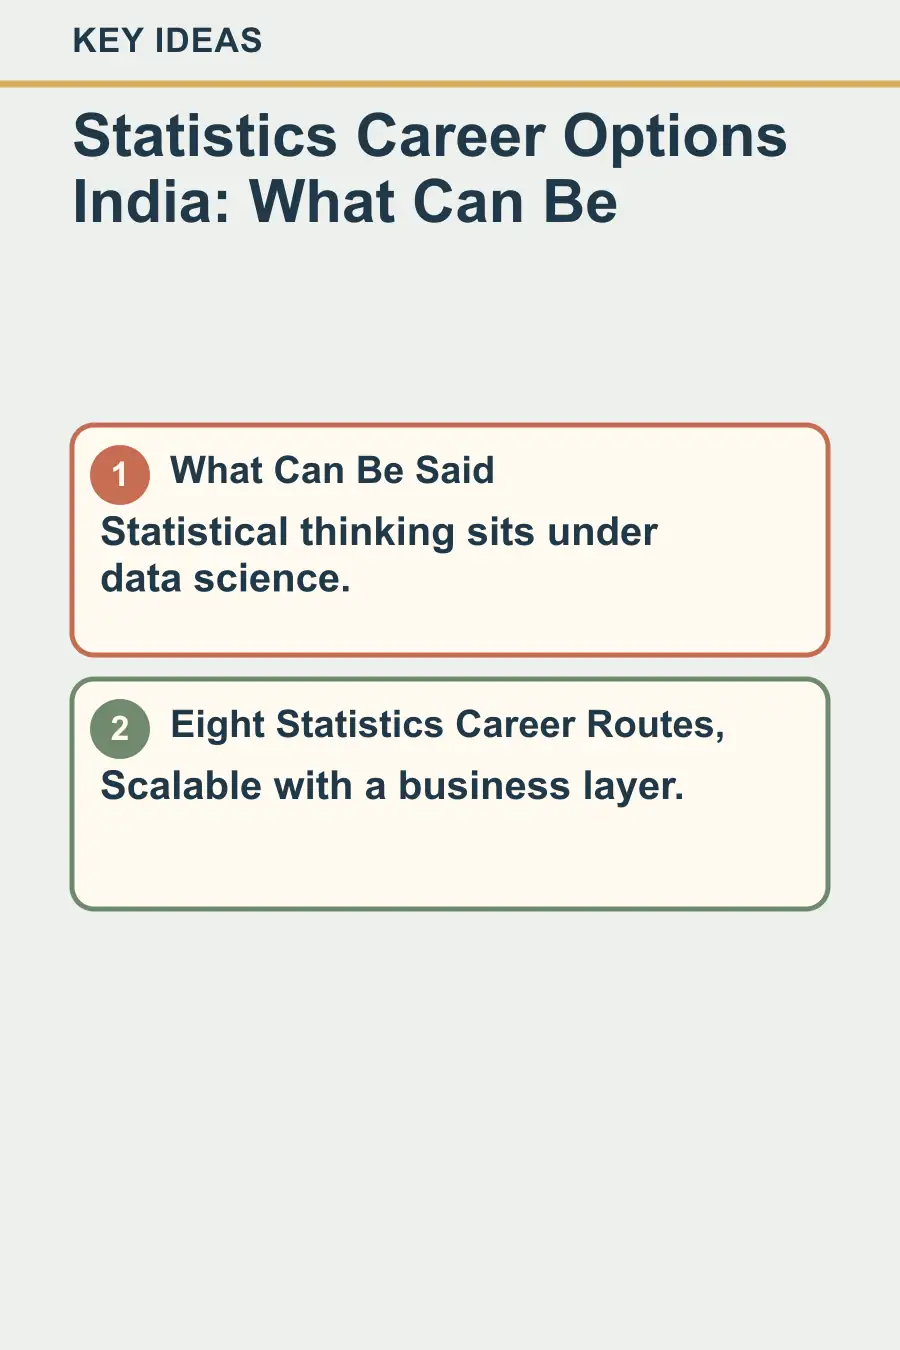 KEY IDEAS
Statistics Career Options
India: What Can Be
1 What Can Be Said
Statistical thinking sits under
data science.
2 Eight Statistics Career Routes,
Scalable with a business layer.